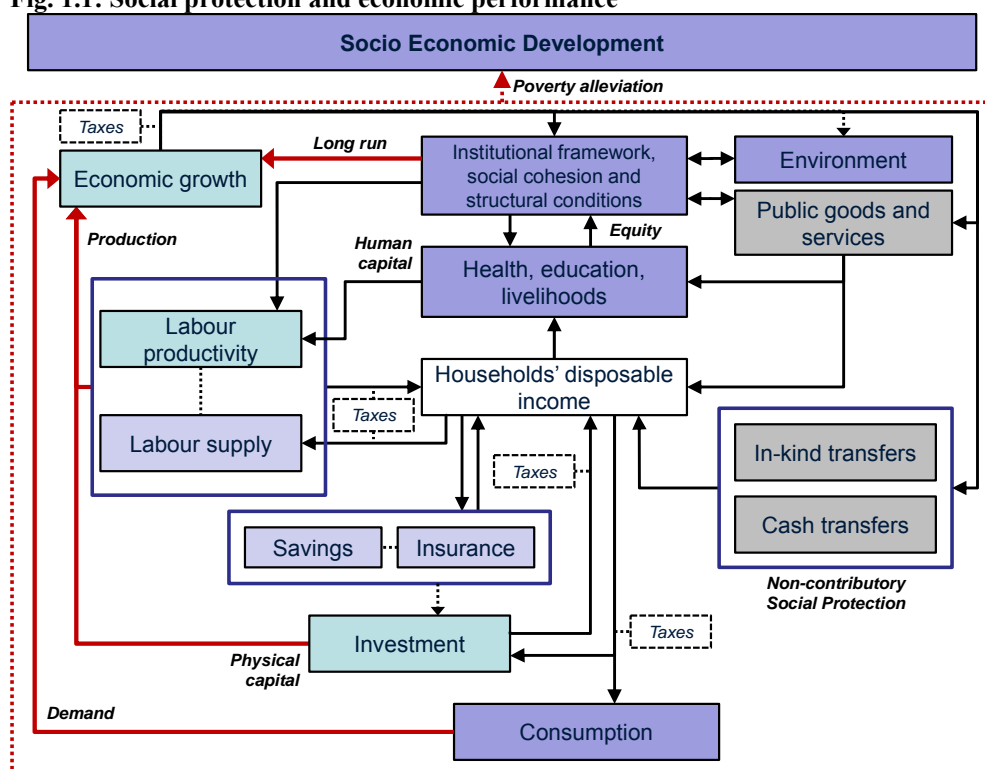 Fig. 1.1: Social protection and economic performance
Socio Economic Development
Poverty alleviation
Taxes
Long run
Institutional framework,
social cohesion and
structural conditions
Environment
Economic growth
Public goods and
services
Production
Human
capital
Equity
Health, education,
livelihoods
Labour
productivity
Households' disposable
income
Taxes
Labour supply
In-kind transfers
Taxes
Cash transfers
Savings
Insurance
Non-contributory
Social Protection
Investment
Taxes
Physical
capital
Demand
Consumption